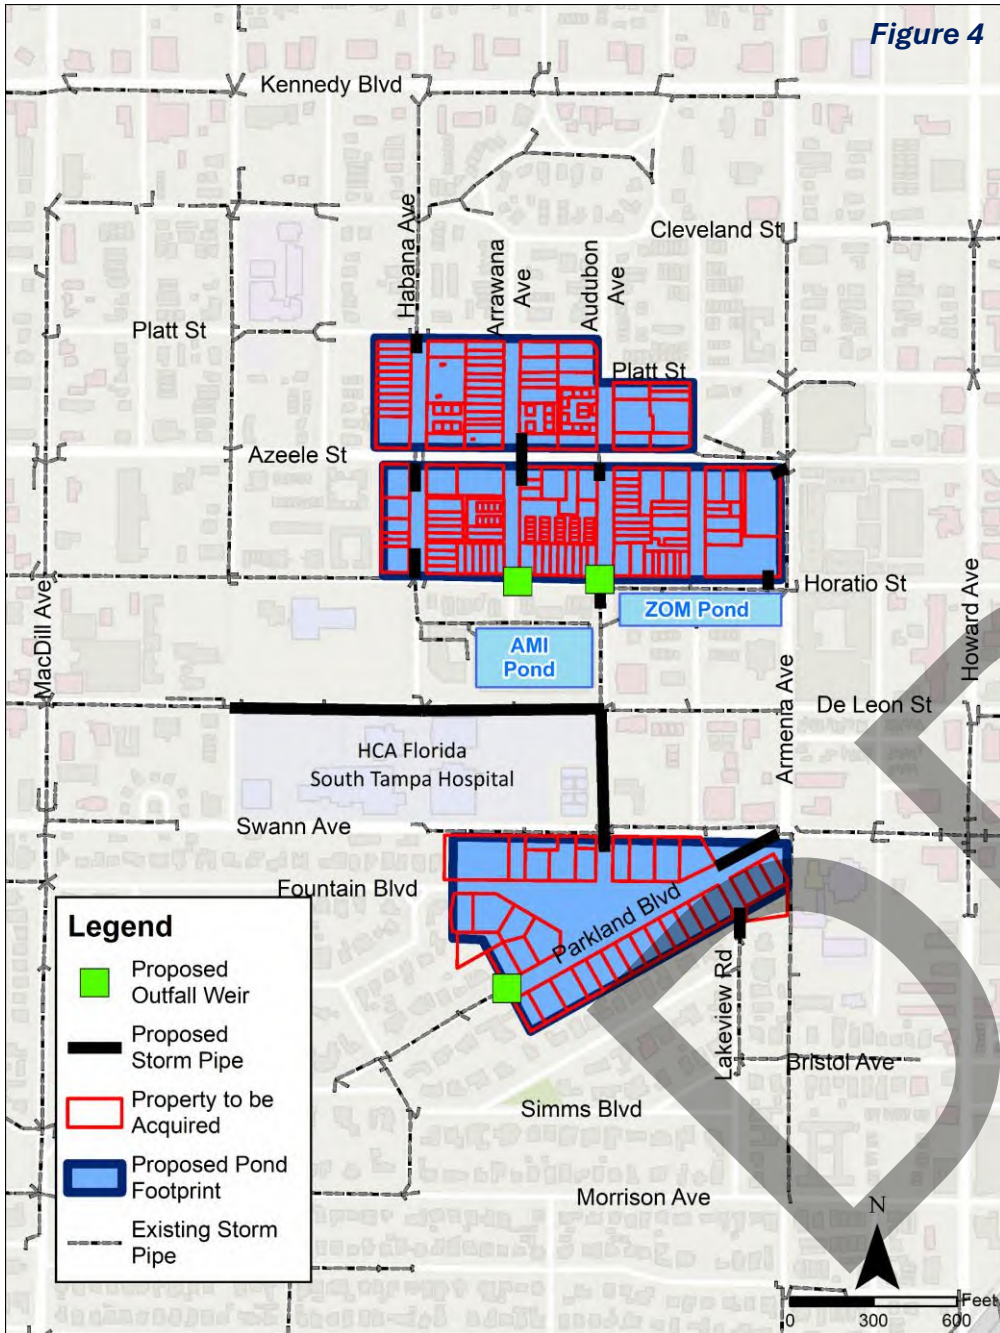 Figure 4
Kennedy Blvd
Cleveland St
Habana Ave
Arrawana
Ave
Audubon
Ave
Platt St
Platt St
Azeele St
Horatio St
ZOM Pond
AMI
Pond
MacDill Ave
Howard Ave
Armenia Ave
De Leon St
HCA Florida
South Tampa Hospital
Swann Ave
Fountain Blvd
Parkland Blvd
Lakeview Rd
Bristol Ave
Simms Blvd
Morrison Ave
Legend
Proposed
Outfall Weir
Proposed
Storm Pipe
Property to be
Acquired
Proposed Pond
Footprint
Existing Storm
Pipe
N
Feet
0 300 600